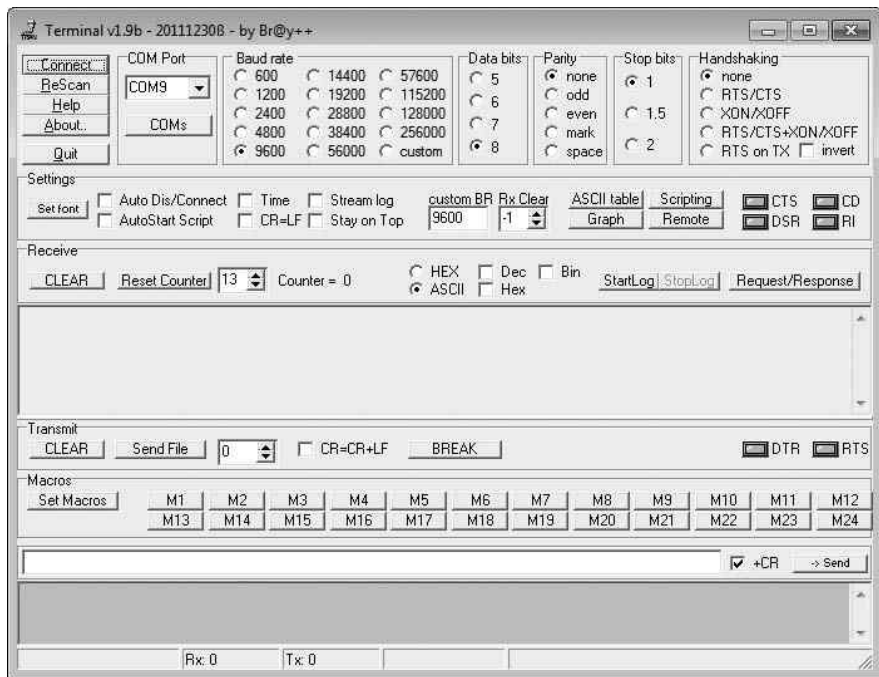 Terminal v1.9b - 20111230ß - by Br@y++
Connect
ReScan
Help
About..
Quit
COM Port
COM9
COMs
Baud rate
600 14400 57600
1200 19200 115200
2400 28800 128000
4800 38400 256000
9600 56000 custom
Data bits
5
6
7
8
Parity
none
odd
even
mark
space
Stop bits
1
1.5
2
Handshaking
none
RTS/CTS
XON/XOFF
RTS/CTS+XON/XOFF
RTS on TX invert
Settings
Set font
Auto Dis/Connect Time Stream log
AutoStart Script CR=LF Stay on Top
custom BR Rx Clear
9600 -1
ASCII table Scripting
Graph Remote
CTS CD
DSR RI
Receive
CLEAR Reset Counter 13 Counter = 0
HEX Dec Bin
ASCII Hex
StartLog StopLog Request/Response
Transmit
CLEAR Send File 0 CR=CR+LF BREAK DTR RTS
Macros
Set Macros M1 M2 M3 M4 M5 M6 M7 M8 M9 M10 M11 M12
M13 M14 M15 M16 M17 M18 M19 M20 M21 M22 M23 M24
+CR -> Send
Rx: 0 Tx: 0